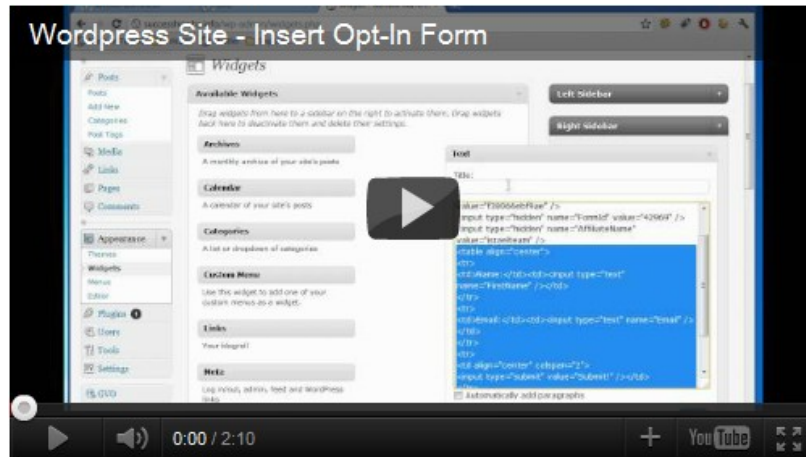 Wordpress Site - Insert Opt-In Form
Widgets
Posts
Posts
Add New
Categories
Post Tags
Media
Links
Pages
Comments
Appearance
Themes
Widgets
Menus
Editor
Plugins 1
Users
Tools
Settings
GVO
Available Widgets
Drag widgets from here to a sidebar on the right to activate them. Drag widgets
back here to deactivate them and delete their settings.
Archives
A monthly archive of your site's posts
Calendar
A calendar of your site's posts
Categories
A list or dropdown of categories
Custom Menu
Use this widget to add one of your
custom menus as a widget.
Links
Your blogroll
Meta
Log in/out, admin, feed and WordPress
links
Left Sidebar
Right Sidebar
Text
Title:
<input type="hidden" name="FormId" value="42969" />
<input type="hidden" name="AffiliateName"
<table align="center">
<tr>
<td>Name:</td><td><input type="text"
name="FirstName" /></td>
</tr>
<tr>
<td>Email:</td><td><input type="text" name="Email" />
</td>
</tr>
<tr>
<td align="center" colspan="2">
<input type="submit" value="Submit!" /></td>
Automatically add paragraphs
0:00 / 2:10
YouTube